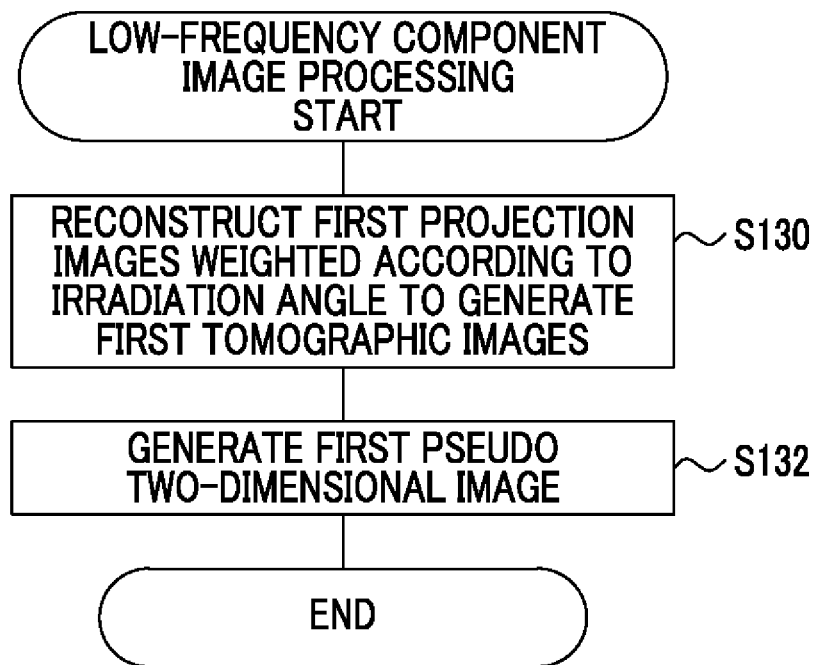 LOW-FREQUENCY COMPONENT
IMAGE PROCESSING
START
RECONSTRUCT FIRST PROJECTION
IMAGES WEIGHTED ACCORDING TO
IRRADIATION ANGLE TO GENERATE
FIRST TOMOGRAPHIC IMAGES
S130
GENERATE FIRST PSEUDO
TWO-DIMENSIONAL IMAGE
S132
END